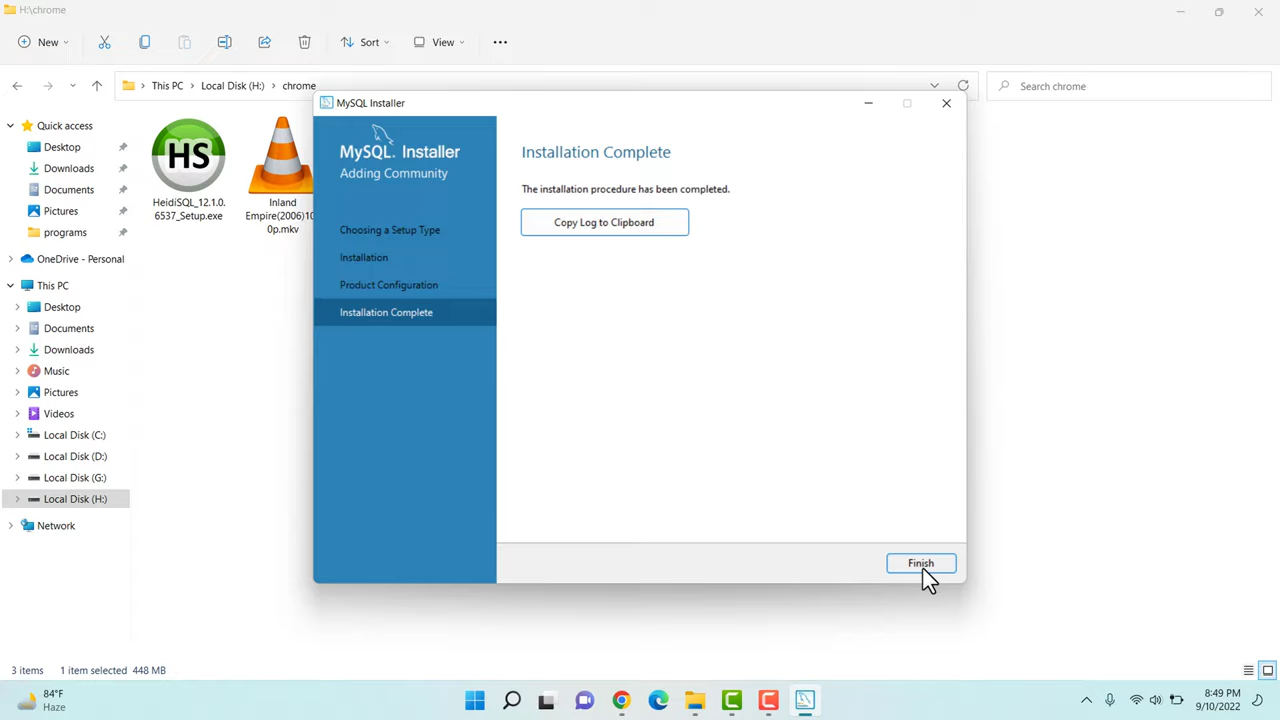 H:\chrome
New
Sort
View
This PC
Local Disk (H:)
chrome
Search chrome
Quick access
Desktop
Downloads
Documents
Pictures
programs
OneDrive - Personal
This PC
Desktop
Documents
Downloads
Music
Pictures
Videos
Local Disk (C:)
Local Disk (D:)
Local Disk (G:)
Local Disk (H:)
Network
HS
HeidiSQL_12.1.0.
6537_Setup.exe
Inland
Empire(2006)10
0p.mkv
MySQL Installer
MySQL. Installer
Adding Community
Choosing a Setup Type
Installation
Product Configuration
Installation Complete
Installation Complete
The installation procedure has been completed.
Copy Log to Clipboard
Finish
3 items
1 item selected 448 MB
84°F
Haze
8:49 PM
9/10/2022